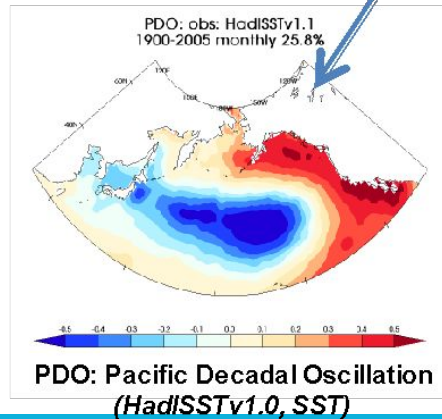 PDO: obs: HadISSTv1.1
1900-2005 monthly 25.8%
60N
40N
-0.5 -0.4 -0.3 -0.2 -0.1 0.0 0.1 0.2 0.3 0.4 0.5
PDO: Pacific Decadal Oscillation
(HadISSTv1.0, SST)